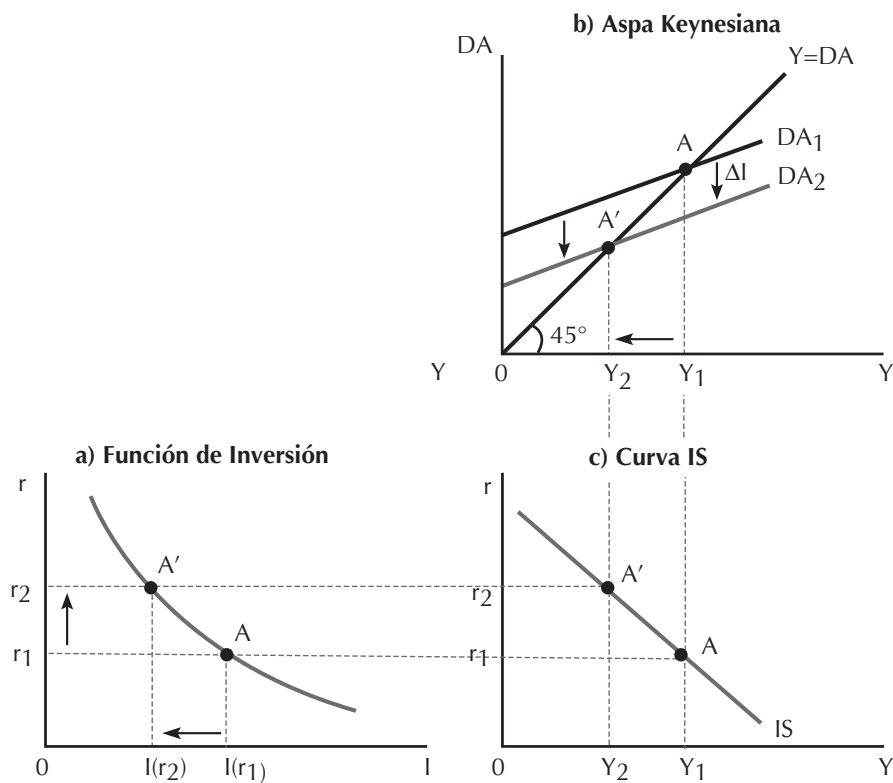 b) Aspa Keynesiana
DA
Y=DA
A
DA1
ΔI
DA2
A′
45°
Y
0
Y2
Y1
Y
a) Función de Inversión
r
A′
r2
A
r1
0
I(r2)
I(r1)
I
c) Curva IS
r
A′
r2
A
r1
IS
0
Y2
Y1
Y